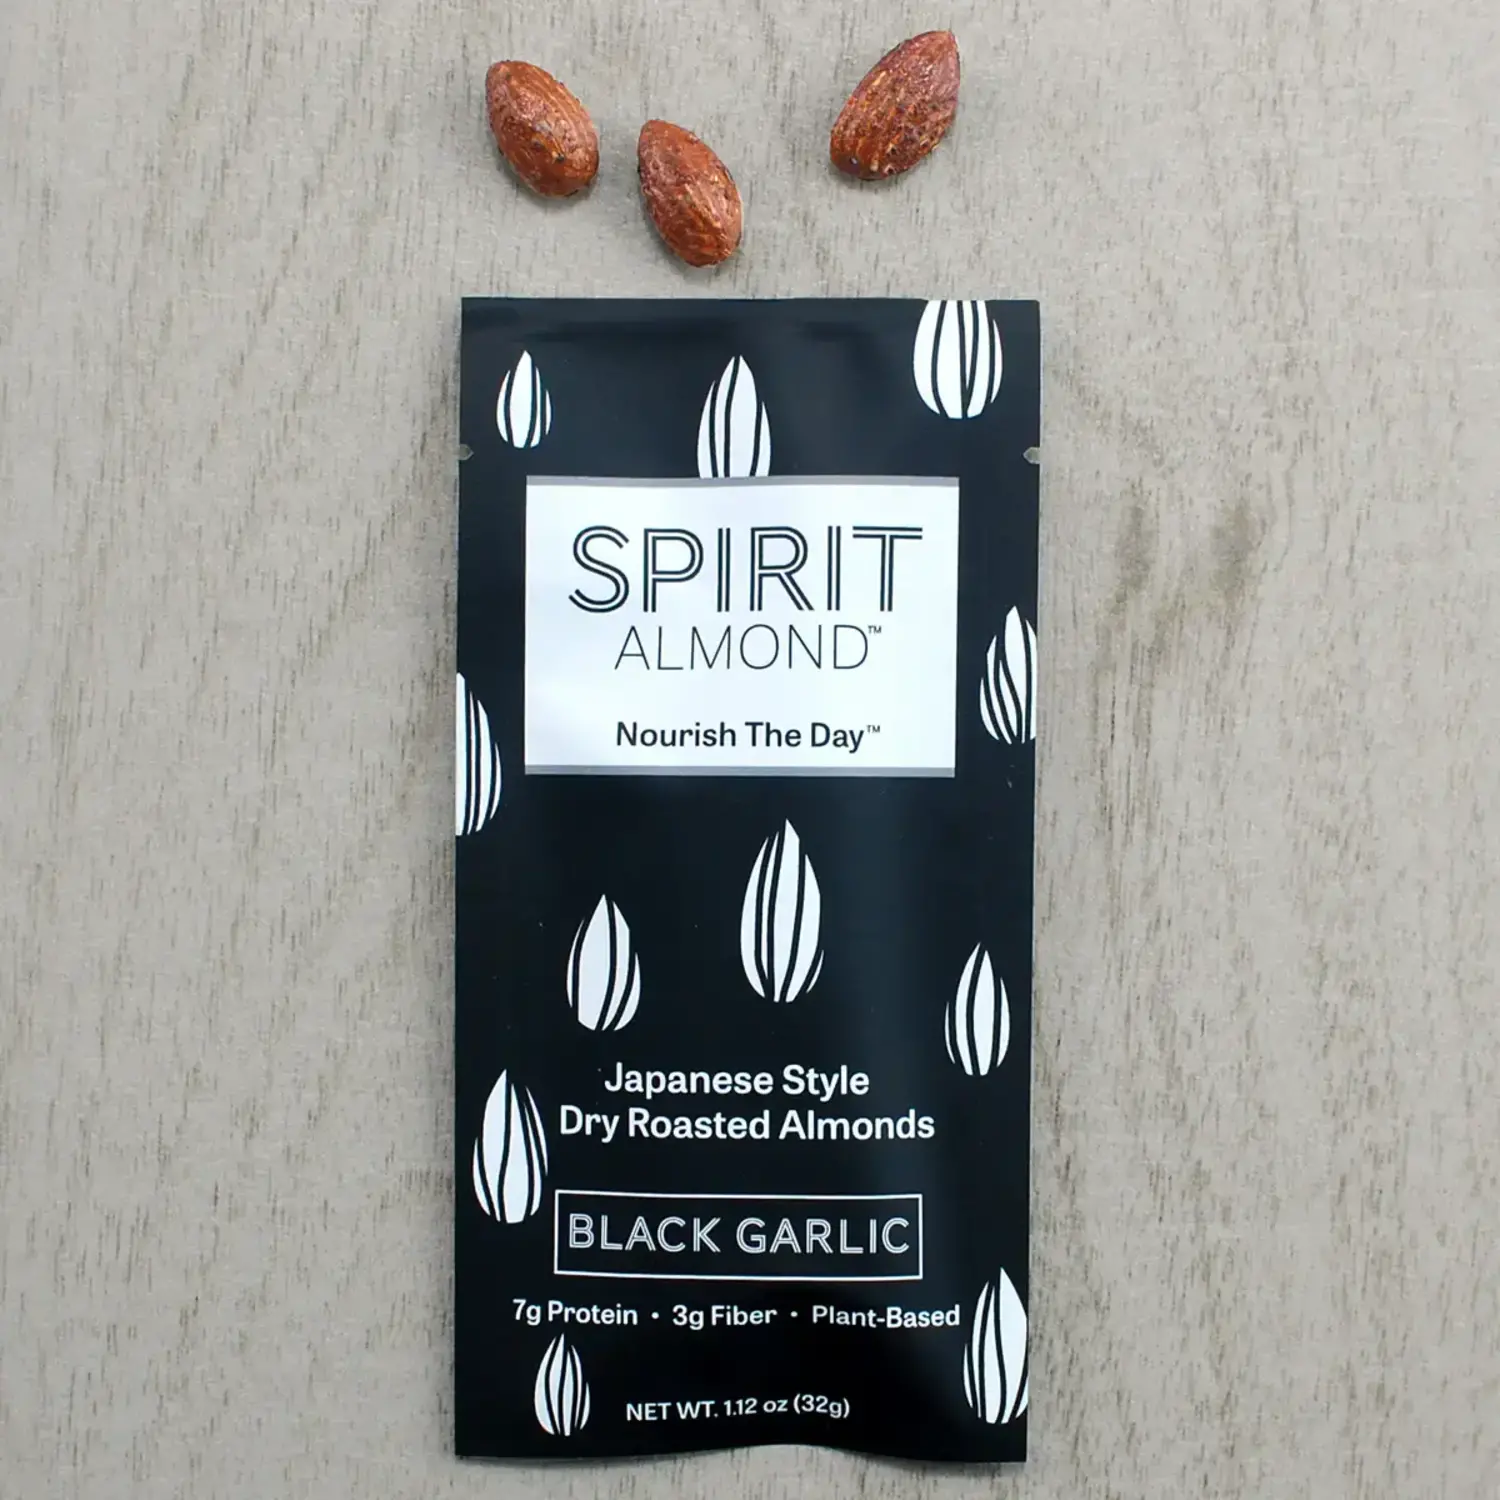 SPIRIT
ALMOND™
Nourish The Day™
Japanese Style
Dry Roasted Almonds
BLACK GARLIC
7g Protein • 3g Fiber • Plant-Based
NET WT. 1.12 oz (32g)